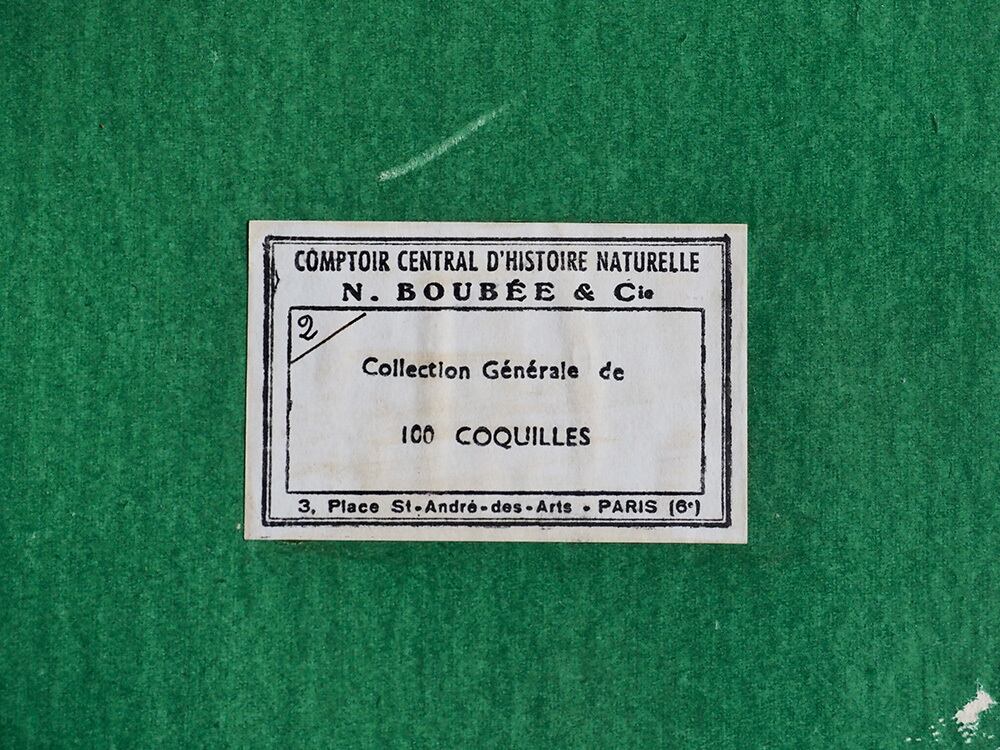 COMPTOIR CENTRAL D'HISTOIRE NATURELLE
N. BOUBÉE & Cie
2
Collection Générale de
100 COQUILLES
3, Place St-André-des-Arts - PARIS (6e)